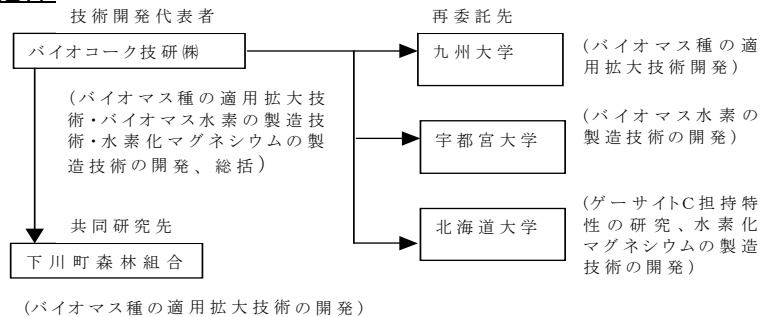 技術開発代表者
再委託先
バイオコーク技研㈱
九州大学
(バイオマス種の適
用拡大技術開発)
(バイオマス種の適用拡大技
術・バイオマス水素の製造技
術・水素化マグネシウムの製
造技術の開発、総括)
宇都宮大学
(バイオマス水素の
製造技術の開発)
共同研究先
下川町森林組合
北海道大学
(ゲーサイトC担持特
性の研究、水素化
マグネシウムの製造
技術の開発)
(バイオマス種の適用拡大技術の開発)